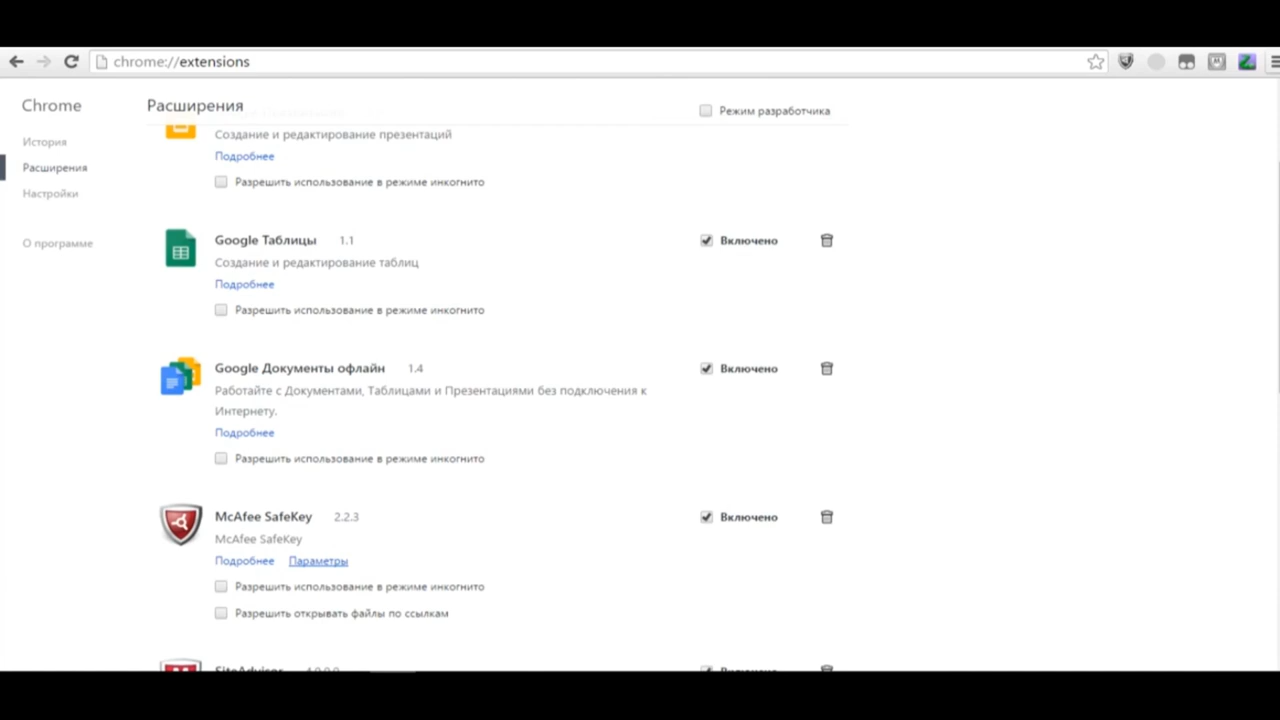 chrome://extensions
Chrome
Расширения
Режим разработчика
История
Расширения
Настройки
О программе
Создание и редактирование презентаций
Подробнее
Разрешить использование в режиме инкогнито
Google Таблицы 1.1
Включено
Создание и редактирование таблиц
Подробнее
Разрешить использование в режиме инкогнито
Google Документы офлайн 1.4
Включено
Работайте с Документами, Таблицами и Презентациями без подключения к
Интернету.
Подробнее
Разрешить использование в режиме инкогнито
McAfee SafeKey 2.2.3
Включено
McAfee SafeKey
Подробнее Параметры
Разрешить использование в режиме инкогнито
Разрешить открывать файлы по ссылкам
SiteAdvisor
Включено